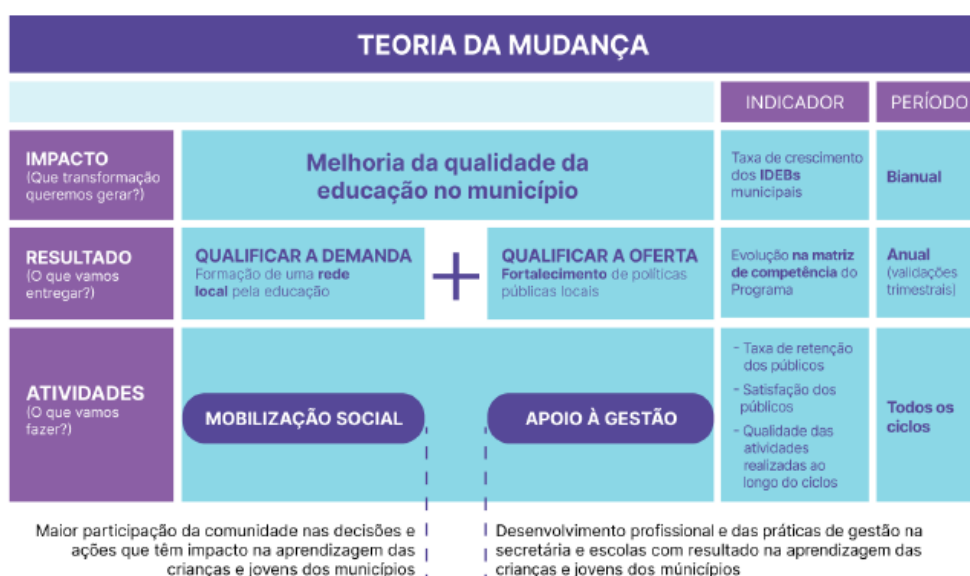 TEORIA DA MUDANÇA
INDICADOR
PERÍODO
IMPACTO
(Que transformação
queremos gerar?)
Melhoria da qualidade da
educação no município
Taxa de crescimento
dos IDEBs
municipais
Bianual
RESULTADO
(O que vamos
entregar?)
QUALIFICAR A DEMANDA
Formação de uma rede
local pela educação
+
QUALIFICAR A OFERTA
Fortalecimento de políticas
públicas locais
Evolução na matriz
de competência do
Programa
Anual
(validações
trimestrais)
ATIVIDADES
(O que vamos
fazer?)
MOBILIZAÇÃO SOCIAL
APOIO À GESTÃO
- Taxa de retenção
dos públicos
- Satisfação dos
públicos
- Qualidade das
atividades
realizadas ao
longo do ciclos
Todos os
ciclos
Maior participação da comunidade nas decisões e
ações que têm impacto na aprendizagem das
crianças e jovens dos municípios
Desenvolvimento profissional e das práticas de gestão na
secretária e escolas com resultado na aprendizagem das
crianças e jovens dos múnicípios